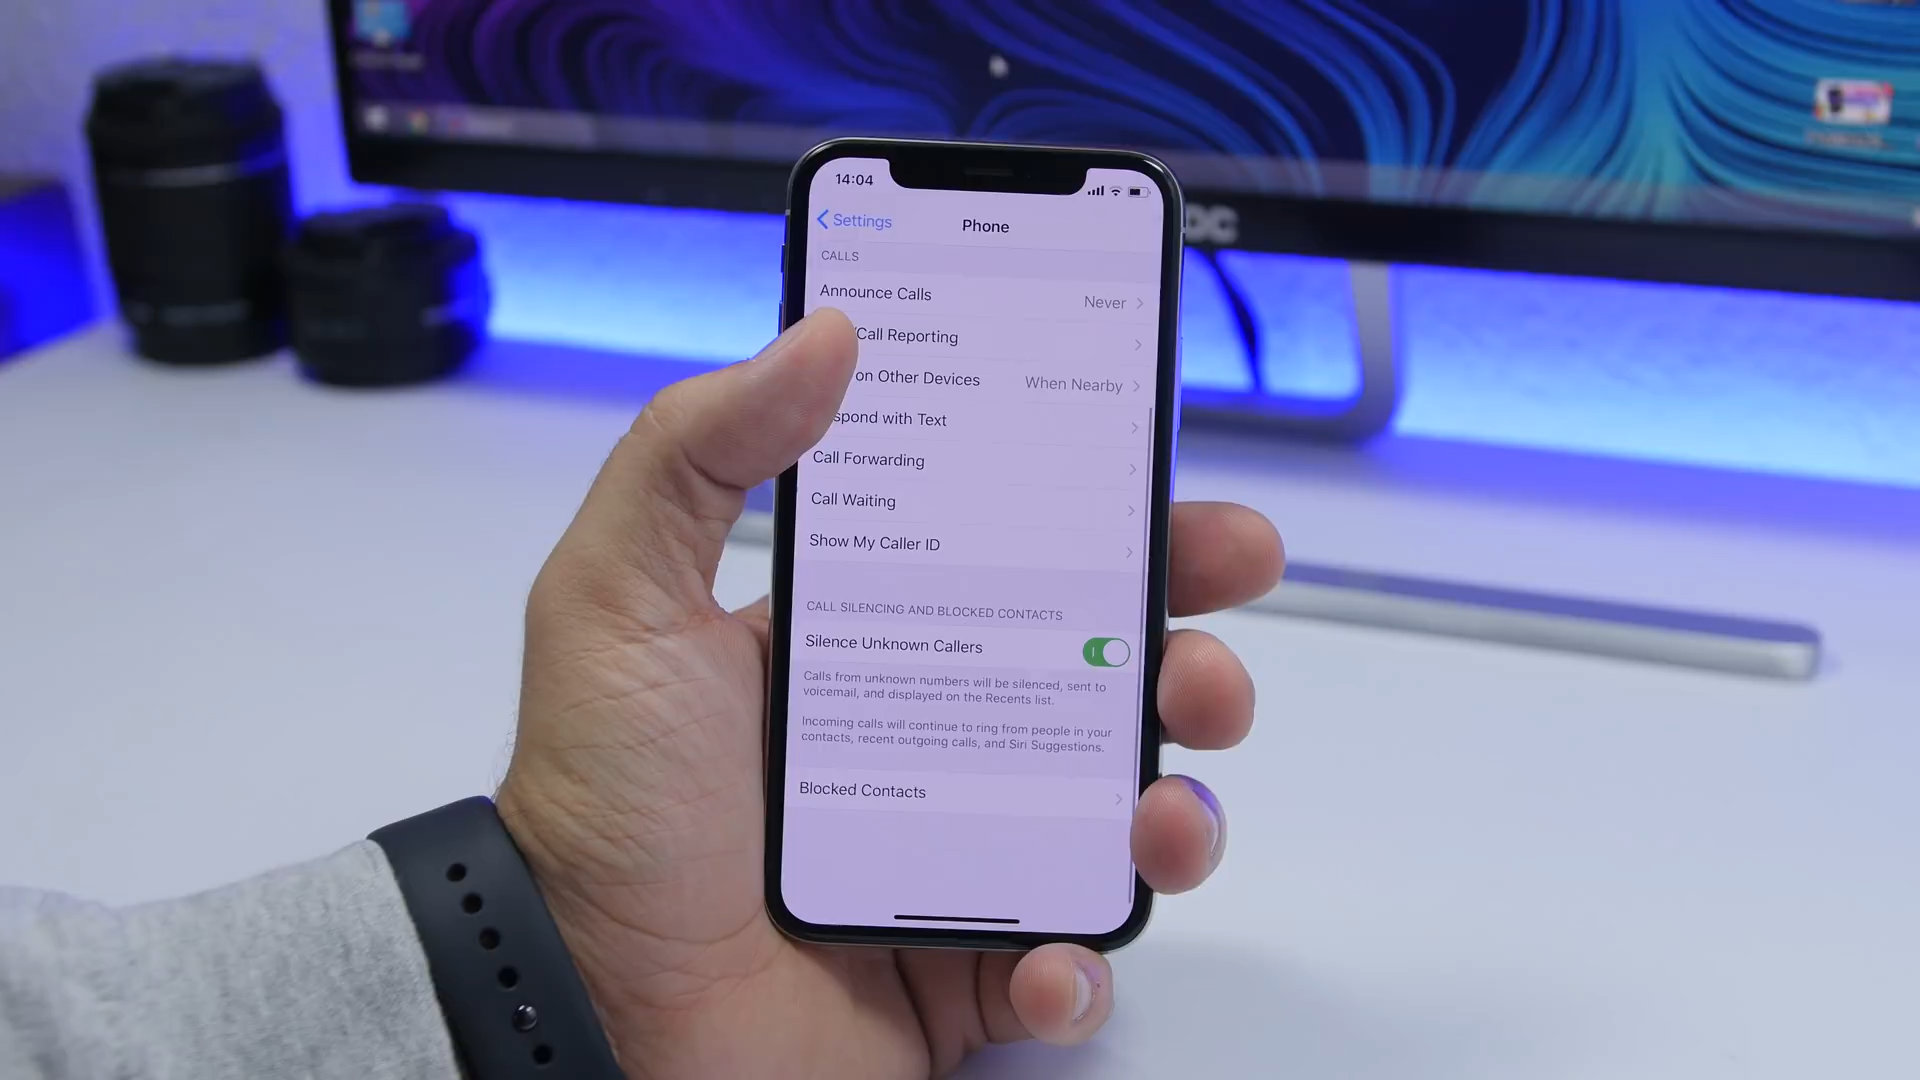 14:04
Settings
Phone
CALLS
Announce Calls
Never
/Call Reporting
on Other Devices
When Nearby
spond with Text
Call Forwarding
Call Waiting
Show My Caller ID
CALL SILENCING AND BLOCKED CONTACTS
Silence Unknown Callers
Calls from unknown numbers will be silenced, sent to
voicemail, and displayed on the Recents list.
Incoming calls will continue to ring from people in your
contacts, recent outgoing calls, and Siri Suggestions.
Blocked Contacts